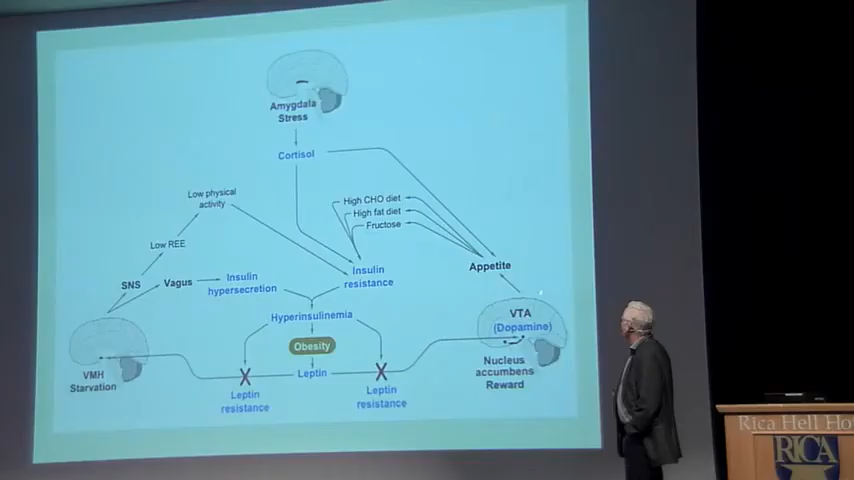 Amygdala
Stress
Cortisol
Low physical
activity
High CHO diet
High fat diet
Fructose
Low REE
Appetite
SNS
Vagus
Insulin
hypersecretion
Insulin
resistance
Hyperinsulinemia
VTA
(Dopamine)
Obesity
VMH
Starvation
Leptin
Nucleus
accumbens
Reward
Leptin
resistance
Leptin
resistance
Rica Hell Ho
RICA